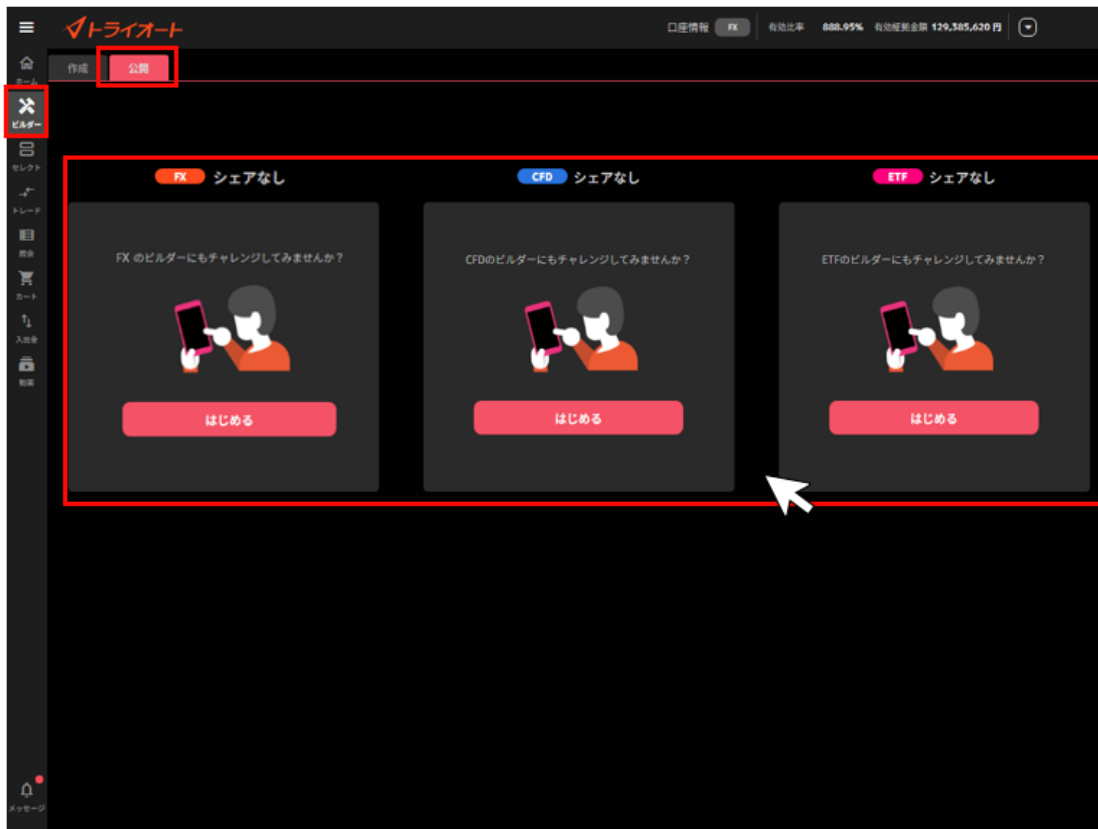 トライオート
口座情報 FX 有効比率 888.95% 有効証拠金額 129,385,620 円
作成 公開
ホーム
ビルダー
セレクト
トレード
照会
カート
入出金
動画
メッセージ
FX シェアなし
FX のビルダーにもチャレンジしてみませんか？
はじめる
CFD シェアなし
CFDのビルダーにもチャレンジしてみませんか？
はじめる
ETF シェアなし
ETFのビルダーにもチャレンジしてみませんか？
はじめる